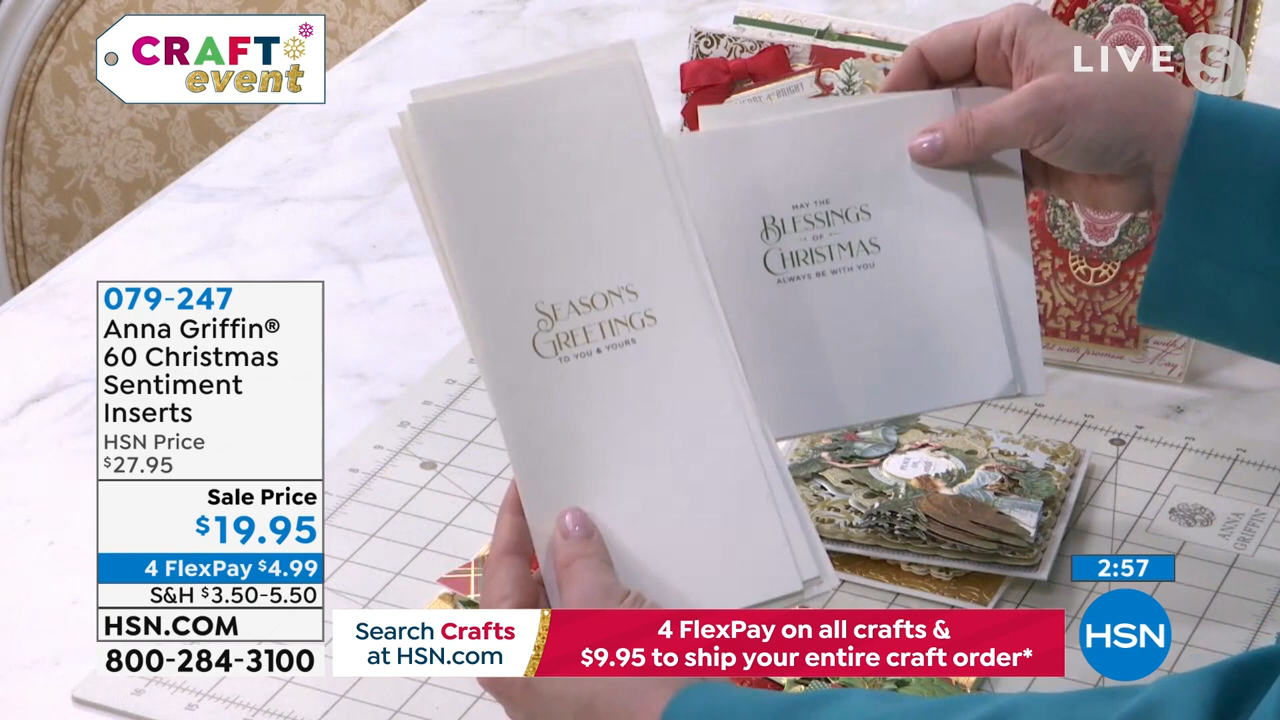 CRAFT
event
LIVE
MAY THE
BLESSINGS
OF
CHRISTMAS
ALWAYS BE WITH YOU
SEASON'S
GREETINGS
TO YOU & YOURS
079-247
Anna Griffin®
60 Christmas
Sentiment
Inserts
HSN Price
$27.95
Sale Price
$19.95
4 FlexPay $4.99
S&H $3.50-5.50
HSN.COM
800-284-3100
ANNA
GRIFFIN
2:57
HSN
Search Crafts
at HSN.com
4 FlexPay on all crafts &
$9.95 to ship your entire craft order*